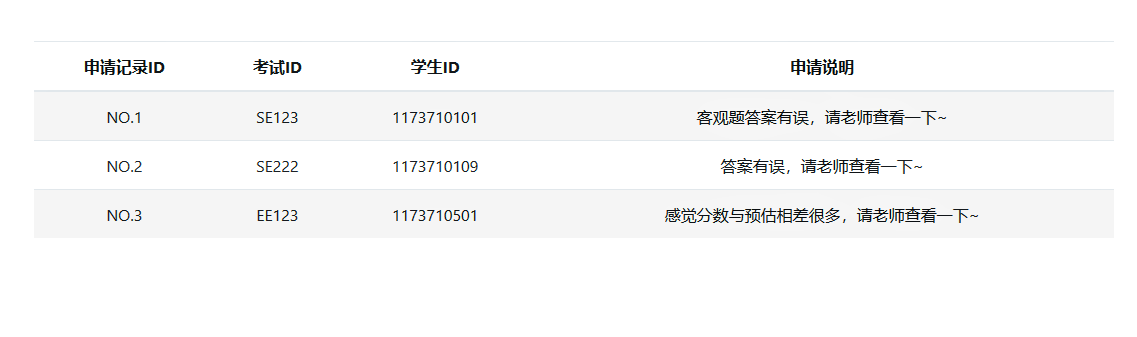 申请记录ID 考试ID 学生ID 申请说明
NO.1 SE123 1173710101 客观题答案有误，请老师查看一下~
NO.2 SE222 1173710109 答案有误，请老师查看一下~
NO.3 EE123 1173710501 感觉分数与预估相差很多，请老师查看一下~